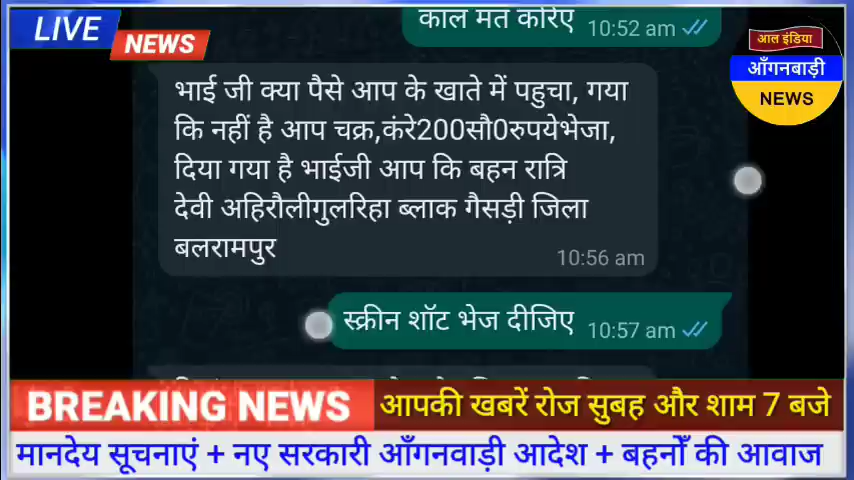 LIVE
NEWS
काल मत करिए 10:52 am
आल इंडिया
आँगनबाड़ी
NEWS
भाई जी क्या पैसे आप के खाते में पहुचा, गया
कि नहीं है आप चक्र,कंरे200सौ0रुपयेभेजा,
दिया गया है भाईजी आप कि बहन रात्रि
देवी अहिरौलीगुलरिहा ब्लाक गैसड़ी जिला
बलरामपुर
10:56 am
स्क्रीन शॉट भेज दीजिए 10:57 am
BREAKING NEWS
आपकी खबरें रोज सुबह और शाम 7 बजे
मानदेय सूचनाएं + नए सरकारी आँगनवाड़ी आदेश + बहनोँ की आवाज